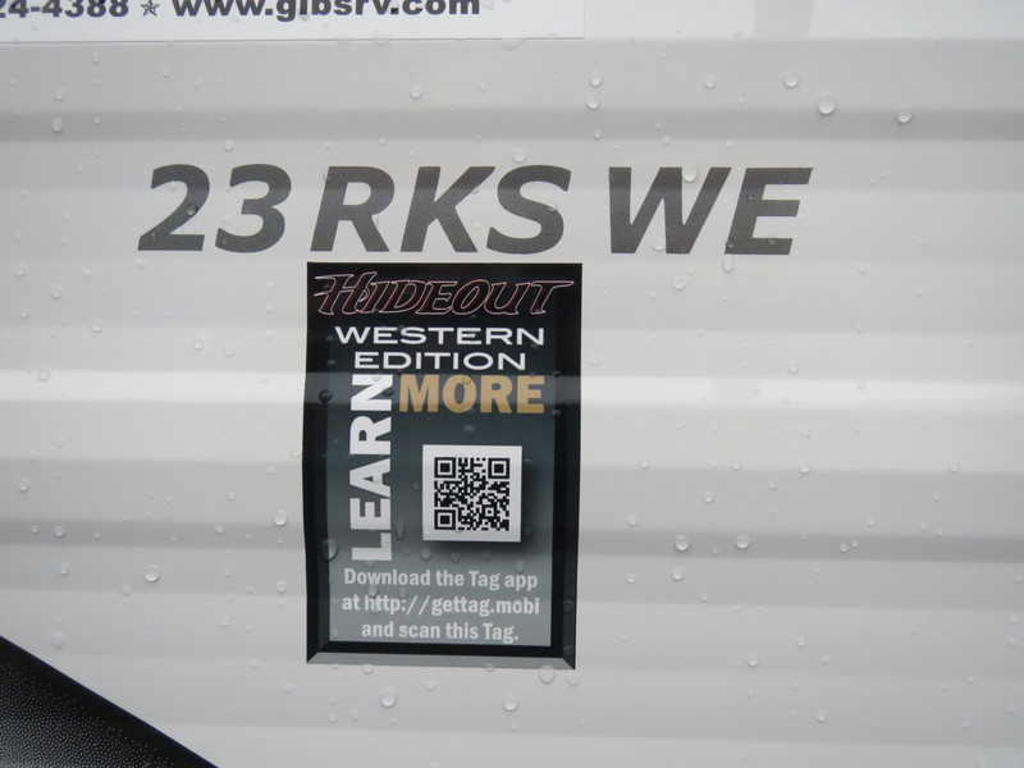 24-4388 ☆ www.gibsrv.com
23 RKS WE
HIDEOUT
WESTERN
EDITION
LEARN MORE
Download the Tag app
at http://gettag.mobi
and scan this Tag.